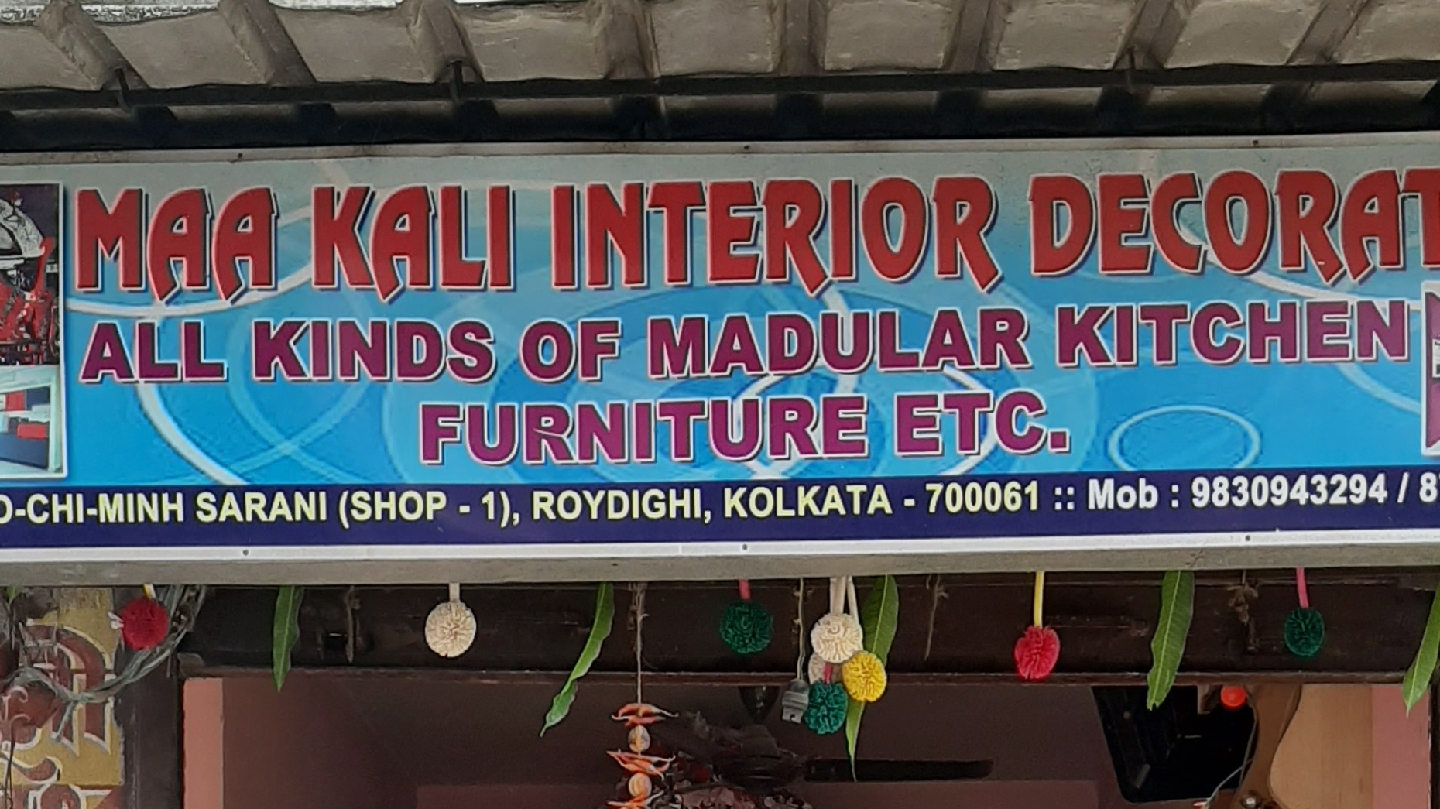 MAA KALI INTERIOR DECORAT
ALL KINDS OF MADULAR KITCHEN
FURNITURE ETC.
O-CHI-MINH SARANI (SHOP - 1), ROYDIGHI, KOLKATA - 700061 :: Mob : 9830943294 / 8